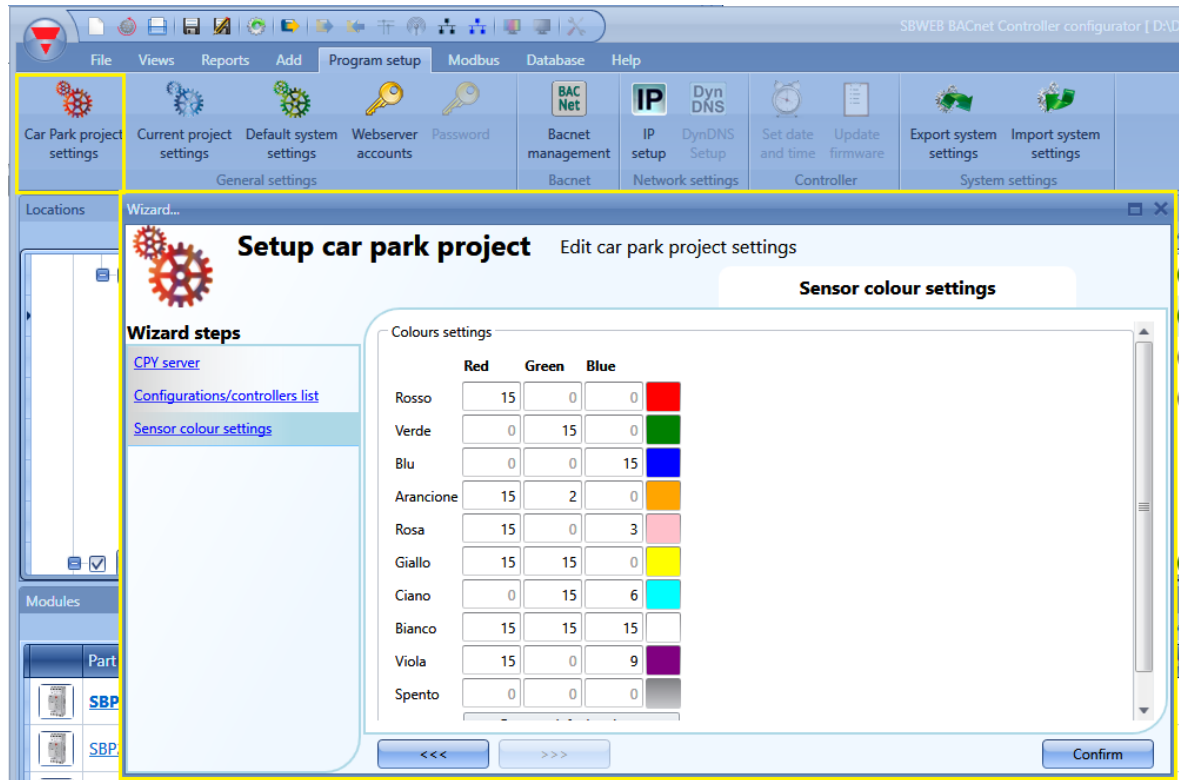 SBWEB BACnet Controller configurator [ D:\D
File Views Reports Add Program setup Modbus Database Help
BAC Net IP Dyn DNS
Car Park project settings
Current project settings
Default system settings
Webserver accounts
Password
Bacnet management
IP setup
DynDNS Setup
Set date and time
Update firmware
Export system settings
Import system settings
General settings Bacnet Network settings Controller System settings
Locations
Wizard...
Setup car park project Edit car park project settings
Sensor colour settings
Wizard steps
CPY server
Configurations/controllers list
Sensor colour settings
Colours settings
Red Green Blue
Rosso 15 0 0
Verde 0 15 0
Blu 0 0 15
Arancione 15 2 0
Rosa 15 0 3
Giallo 15 15 0
Ciano 0 15 6
Bianco 15 15 15
Viola 15 0 9
Spento 0 0 0
<<< >>> Confirm
Modules
Part
SBP
SBP